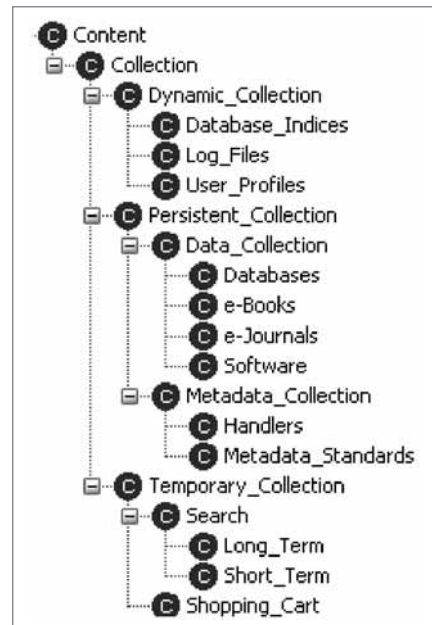 C Content
C Collection
C Dynamic_Collection
C Database_Indices
C Log_Files
C User_Profiles
C Persistent_Collection
C Data_Collection
C Databases
C e-Books
C e-Journals
C Software
C Metadata_Collection
C Handlers
C Metadata_Standards
C Temporary_Collection
C Search
C Long_Term
C Short_Term
C Shopping_Cart